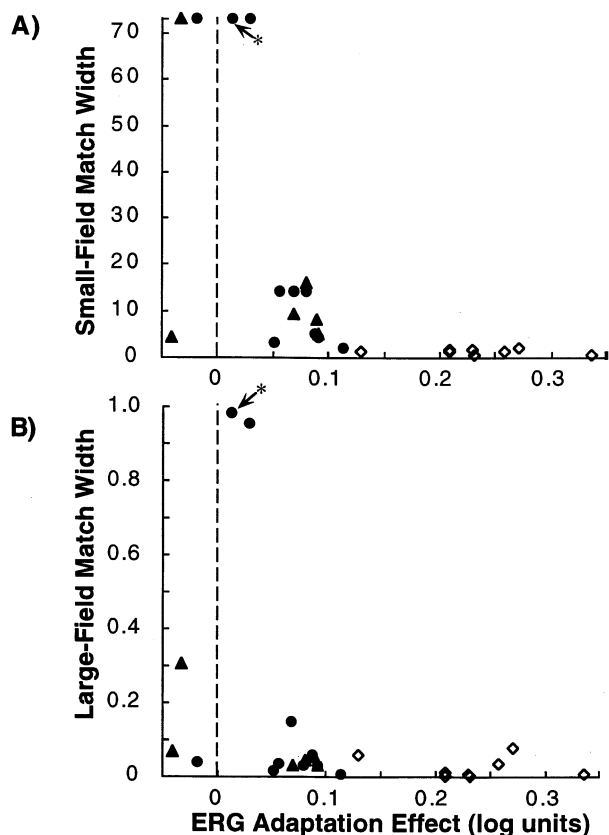 A)
Small-Field Match Width
70
60
50
40
30
20
10
0
*
0 0.1 0.2 0.3
B)
Large-Field Match Width
1.0
0.8
0.6
0.4
0.2
0
*
0 0.1 0.2 0.3
ERG Adaptation Effect (log units)